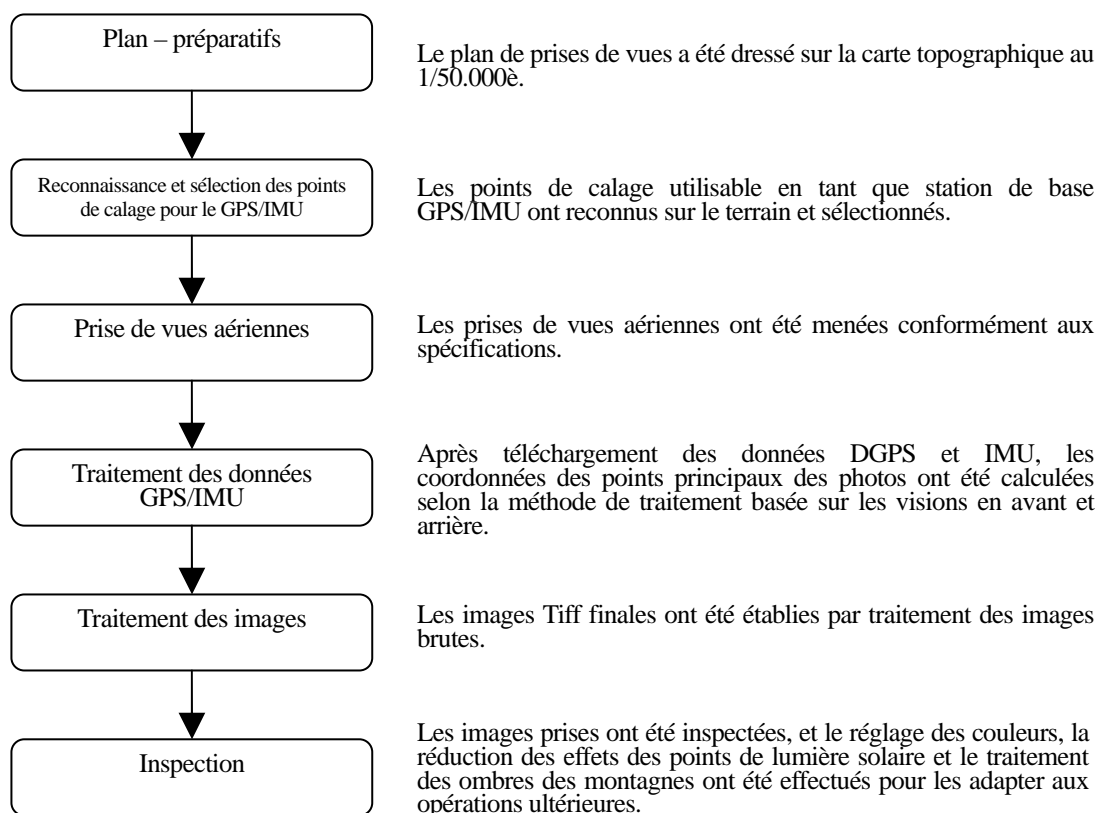 Plan – préparatifs
Le plan de prises de vues a été dressé sur la carte topographique au
1/50.000è.
Reconnaissance et sélection des points
de calage pour le GPS/IMU
Les points de calage utilisable en tant que station de base
GPS/IMU ont reconnus sur le terrain et sélectionnés.
Prise de vues aériennes
Les prises de vues aériennes ont été menées conformément aux
spécifications.
Traitement des données
GPS/IMU
Après téléchargement des données DGPS et IMU, les
coordonnées des points principaux des photos ont été calculées
selon la méthode de traitement basée sur les visions en avant et
arrière.
Traitement des images
Les images Tiff finales ont été établies par traitement des images
brutes.
Inspection
Les images prises ont été inspectées, et le réglage des couleurs, la
réduction des effets des points de lumière solaire et le traitement
des ombres des montagnes ont été effectués pour les adapter aux
opérations ultérieures.